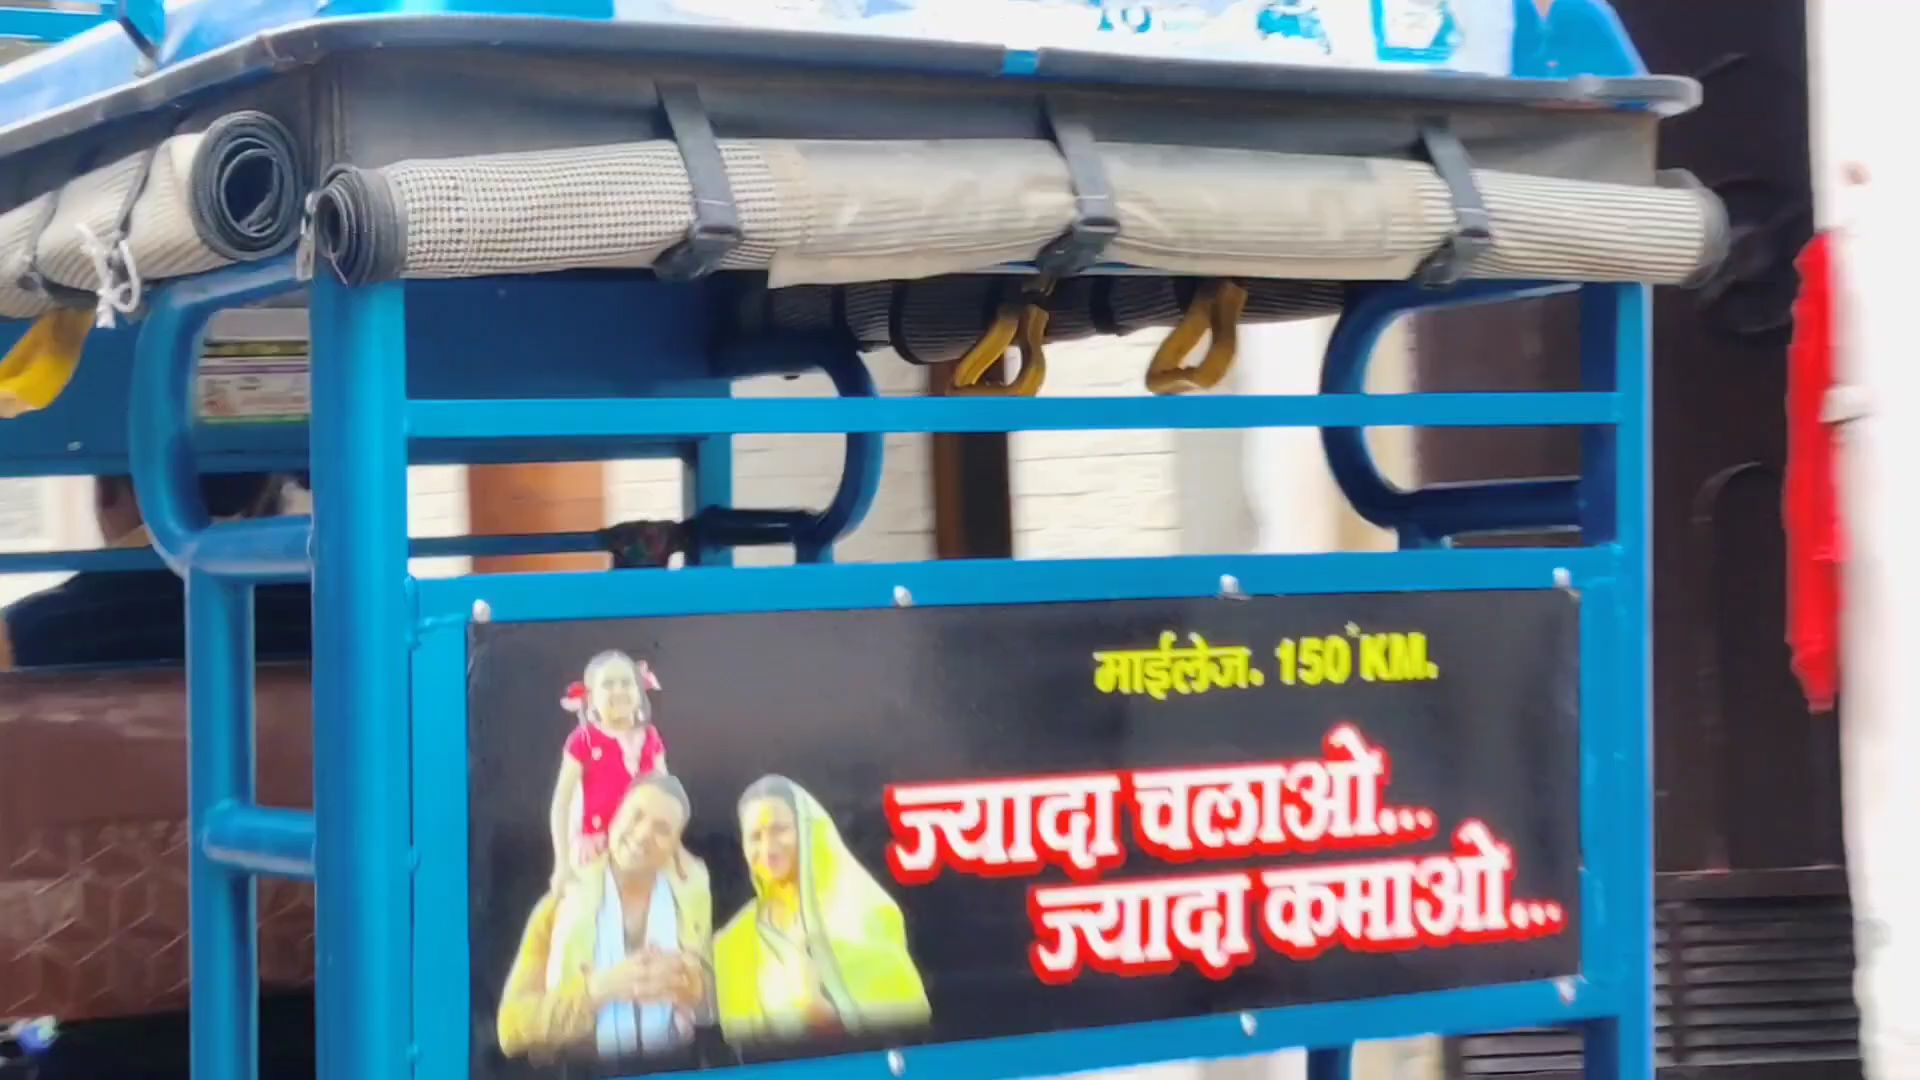 माईलेज. 150 KM.
ज्यादा चलाओ...
ज्यादा कमाओ...